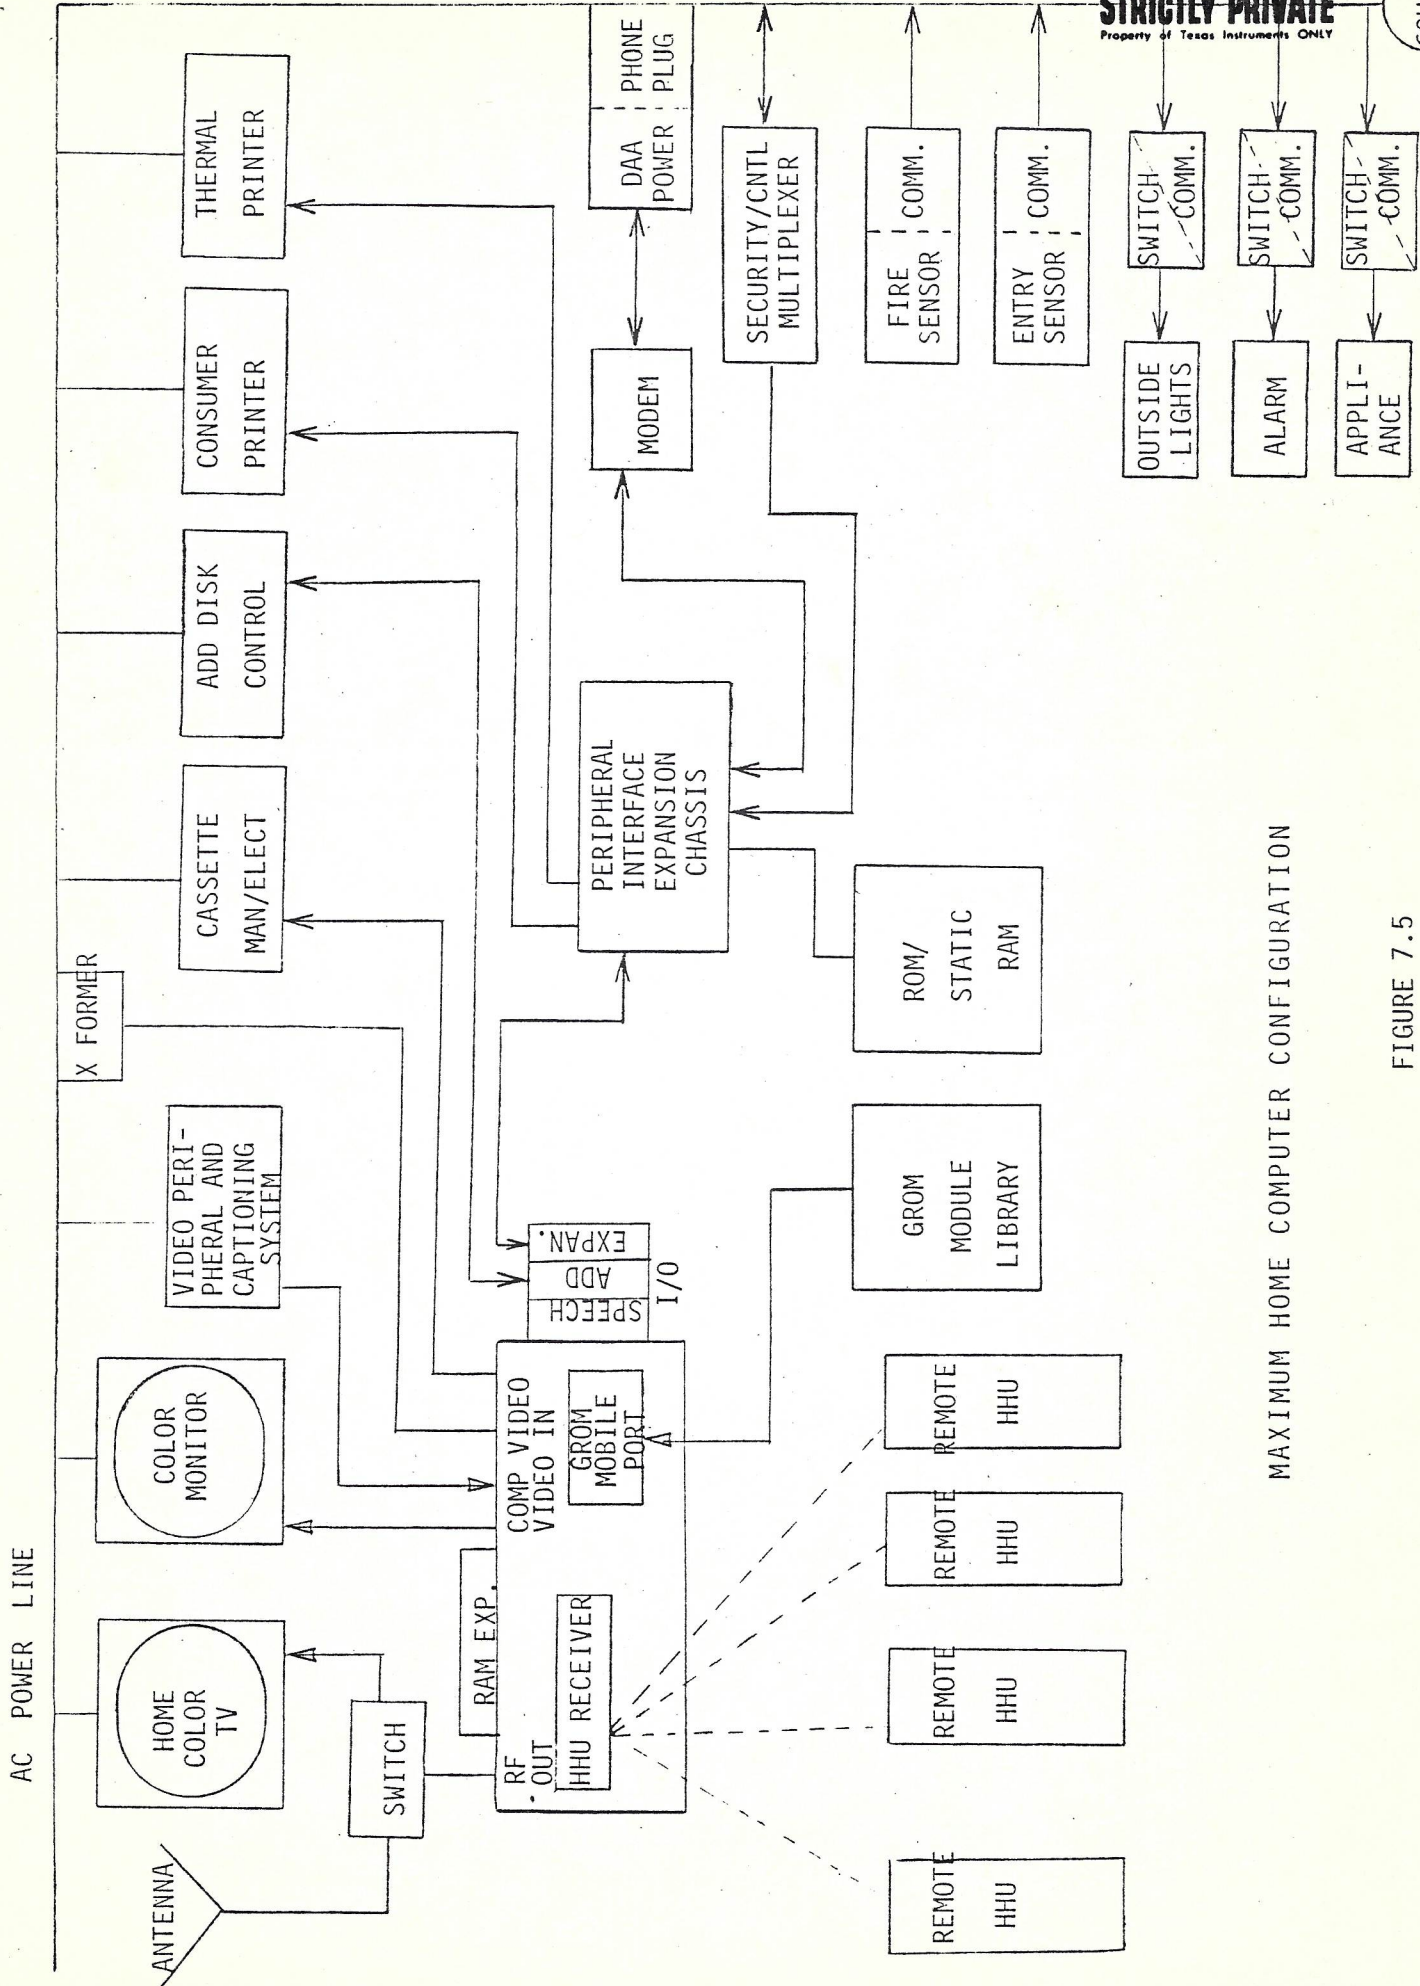 AC POWER LINE
ANTENNA
HOME
COLOR
TV
COLOR
MONITOR
VIDEO PERI-
PHERAL AND
CAPTIONING
SYSTEM
X FORMER
CASSETTE
MAN/ELECT
ADD DISK
CONTROL
CONSUMER
PRINTER
THERMAL
PRINTER
SWITCH
RAM EXP.
RF
OUT
COMP VIDEO
VIDEO IN
HHU RECEIVER
GROM
MOBILE
PORT
SPEECH
ADD
EXPAN.
I/O
PERIPHERAL
INTERFACE
EXPANSION
CHASSIS
MODEM
DAA
POWER
PHONE
PLUG
SECURITY/CNTL
MULTIPLEXER
FIRE
SENSOR
COMM.
ENTRY
SENSOR
COMM.
REMOTE
HHU
REMOTE
HHU
REMOTE
HHU
REMOTE
HHU
GROM
MODULE
LIBRARY
ROM/
STATIC
RAM
OUTSIDE
LIGHTS
SWITCH
COMM.
ALARM
SWITCH
COMM.
APPLI-
ANCE
SWITCH
COMM.
MAXIMUM HOME COMPUTER CONFIGURATION
FIGURE 7.5
STRICTLY PRIVATE
Property of Texas Instruments ONLY